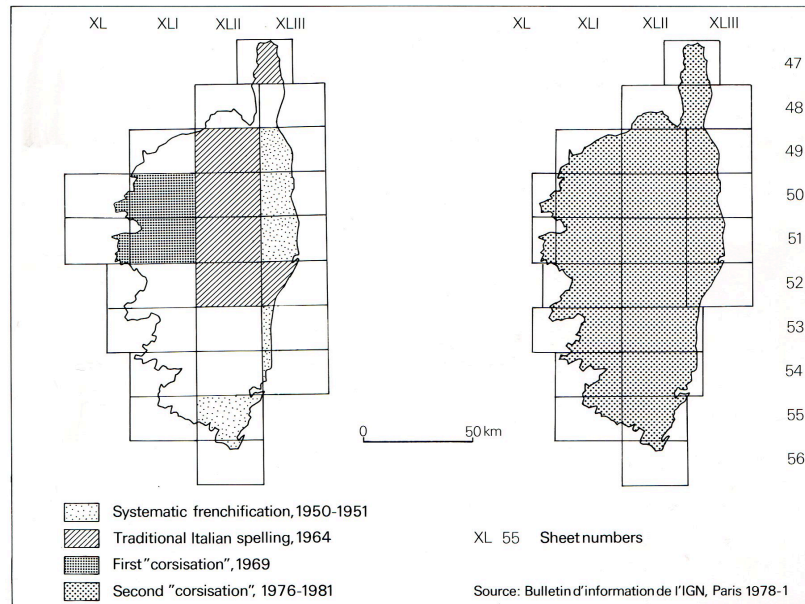 XL XLI XLII XLIII XL XLI XLII XLIII
47
48
49
50
51
52
53
54
55
56
0 50 km
Systematic frenchification, 1950-1951
Traditional Italian spelling, 1964
First "corsisation", 1969
Second "corsisation", 1976-1981
XL 55 Sheet numbers
Source: Bulletin d'information de l'IGN, Paris 1978-1